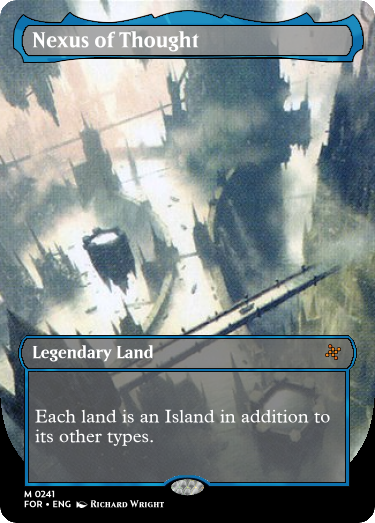 Nexus of Thought
Legendary Land
Each land is an Island in addition to
its other types.
M 0241
FOR • ENG Richard Wright